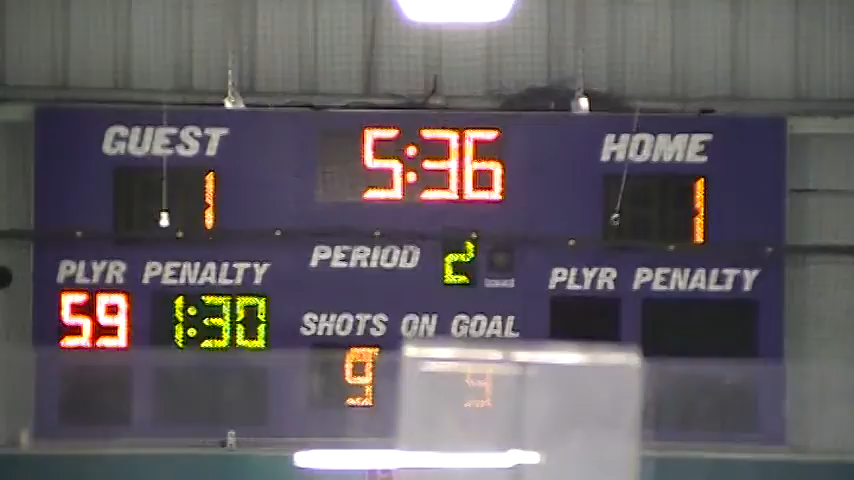 GUEST 5:36 HOME
1 1
PERIOD 2
PLYR PENALTY PLYR PENALTY
59 1:30
SHOTS ON GOAL
9